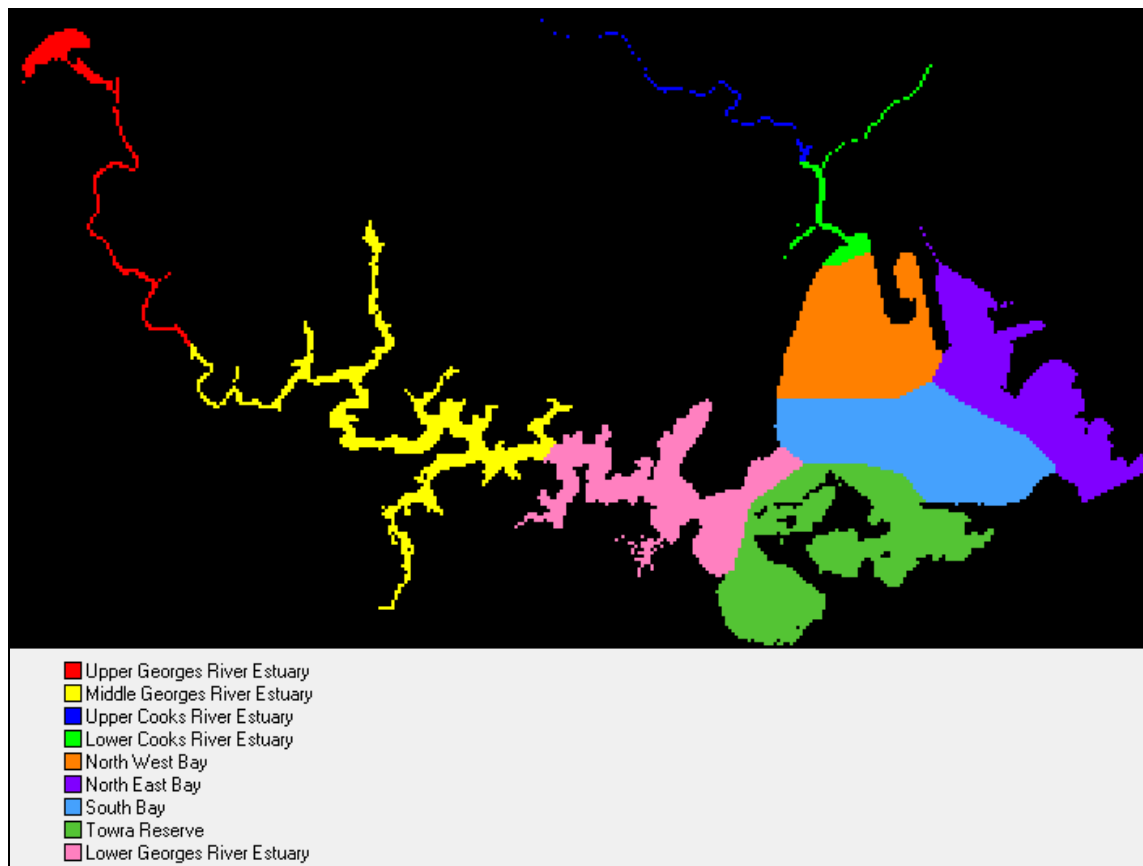 Upper Georges River Estuary
Middle Georges River Estuary
Upper Cooks River Estuary
Lower Cooks River Estuary
North West Bay
North East Bay
South Bay
Towra Reserve
Lower Georges River Estuary